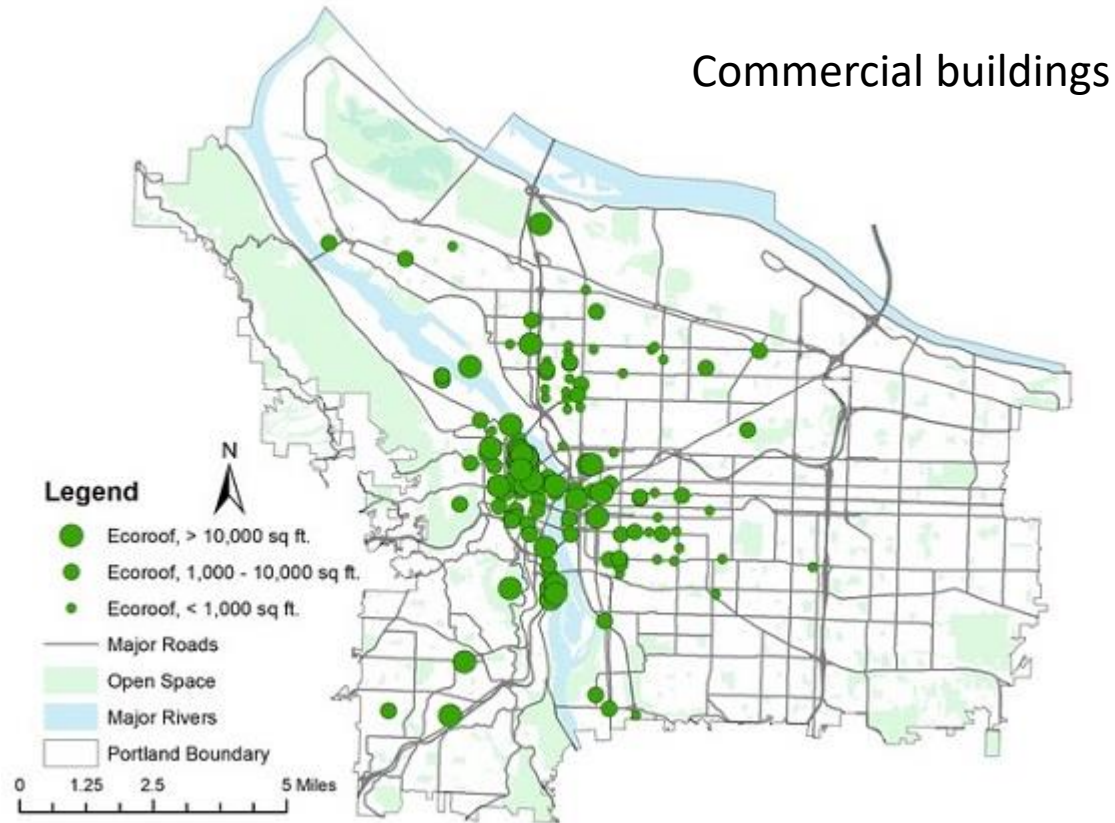 Commercial buildings
N
Legend
Ecoroof, > 10,000 sq ft.
Ecoroof, 1,000 - 10,000 sq ft.
Ecoroof, < 1,000 sq ft.
Major Roads
Open Space
Major Rivers
Portland Boundary
0 1.25 2.5 5 Miles